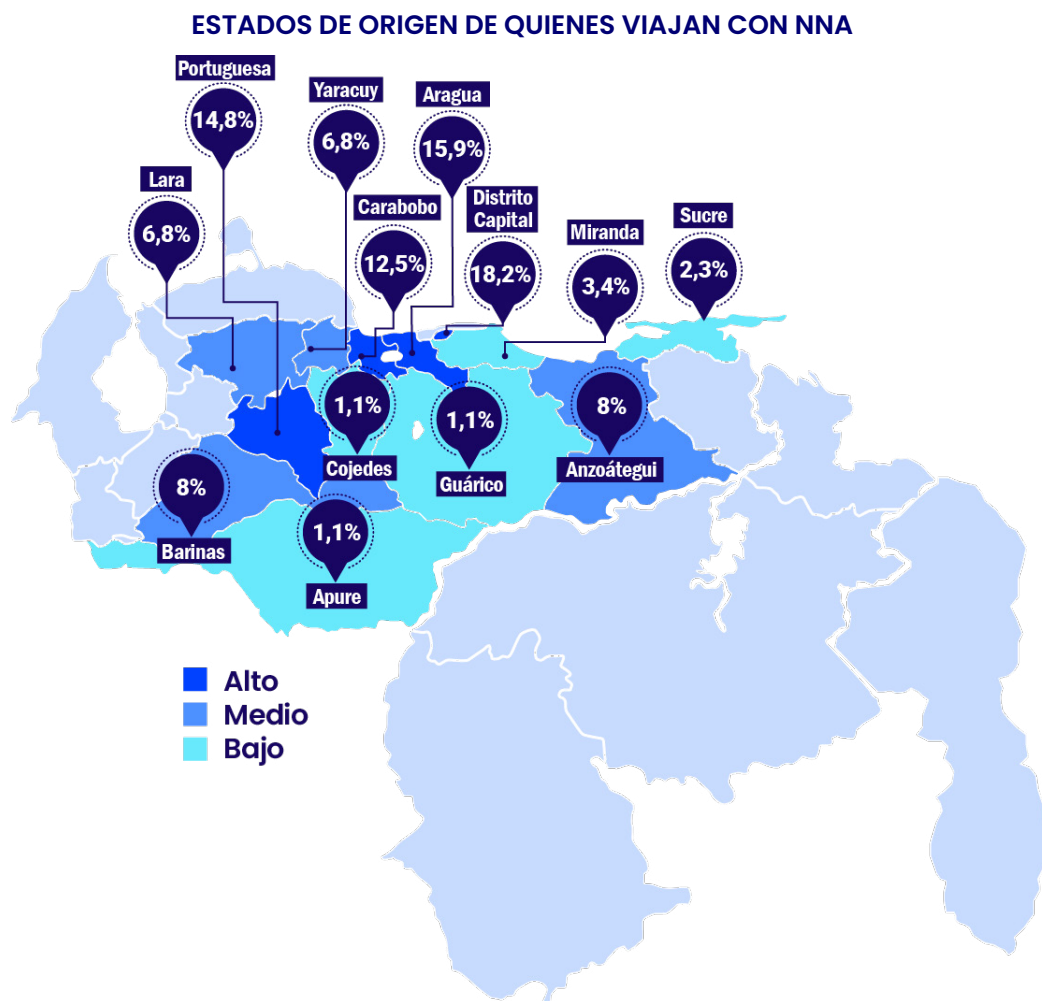 ESTADOS DE ORIGEN DE QUIENES VIAJAN CON NNA
Portuguesa
14,8%
Yaracuy
6,8%
Aragua
15,9%
Lara
6,8%
Carabobo
12,5%
Distrito
Capital
18,2%
Miranda
3,4%
Sucre
2,3%
1,1%
Cojedes
1,1%
Guárico
8%
Anzoátegui
8%
Barinas
1,1%
Apure
Alto
Medio
Bajo